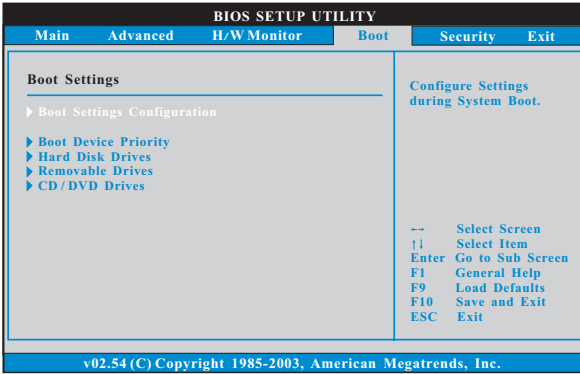 BIOS SETUP UTILITY
Main Advanced H/W Monitor Boot Security Exit
Boot Settings
Boot Settings Configuration
Boot Device Priority
Hard Disk Drives
Removable Drives
CD / DVD Drives
Configure Settings
during System Boot.
←→ Select Screen
↑↓ Select Item
Enter Go to Sub Screen
F1 General Help
F9 Load Defaults
F10 Save and Exit
ESC Exit
v02.54 (C) Copyright 1985-2003, American Megatrends, Inc.